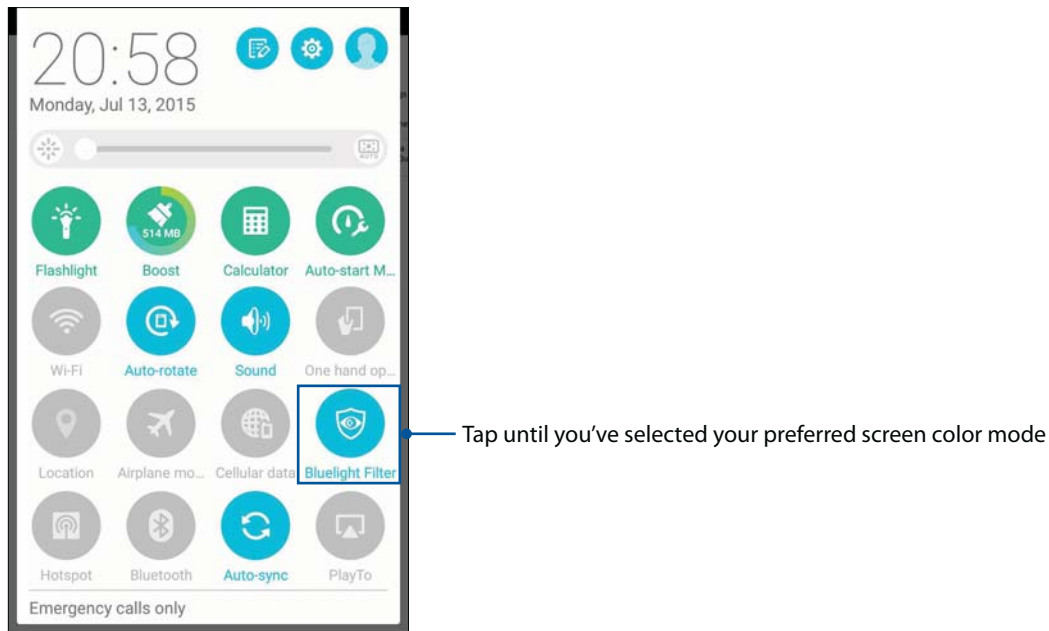 20:58
Monday, Jul 13, 2015
AUTO
514 MB
Flashlight Boost Calculator Auto-start M...
Wi-Fi Auto-rotate Sound One hand op...
Tap until you’ve selected your preferred screen color mode
Location Airplane mo... Cellular data Bluelight Filter
Hotspot Bluetooth Auto-sync PlayTo
Emergency calls only